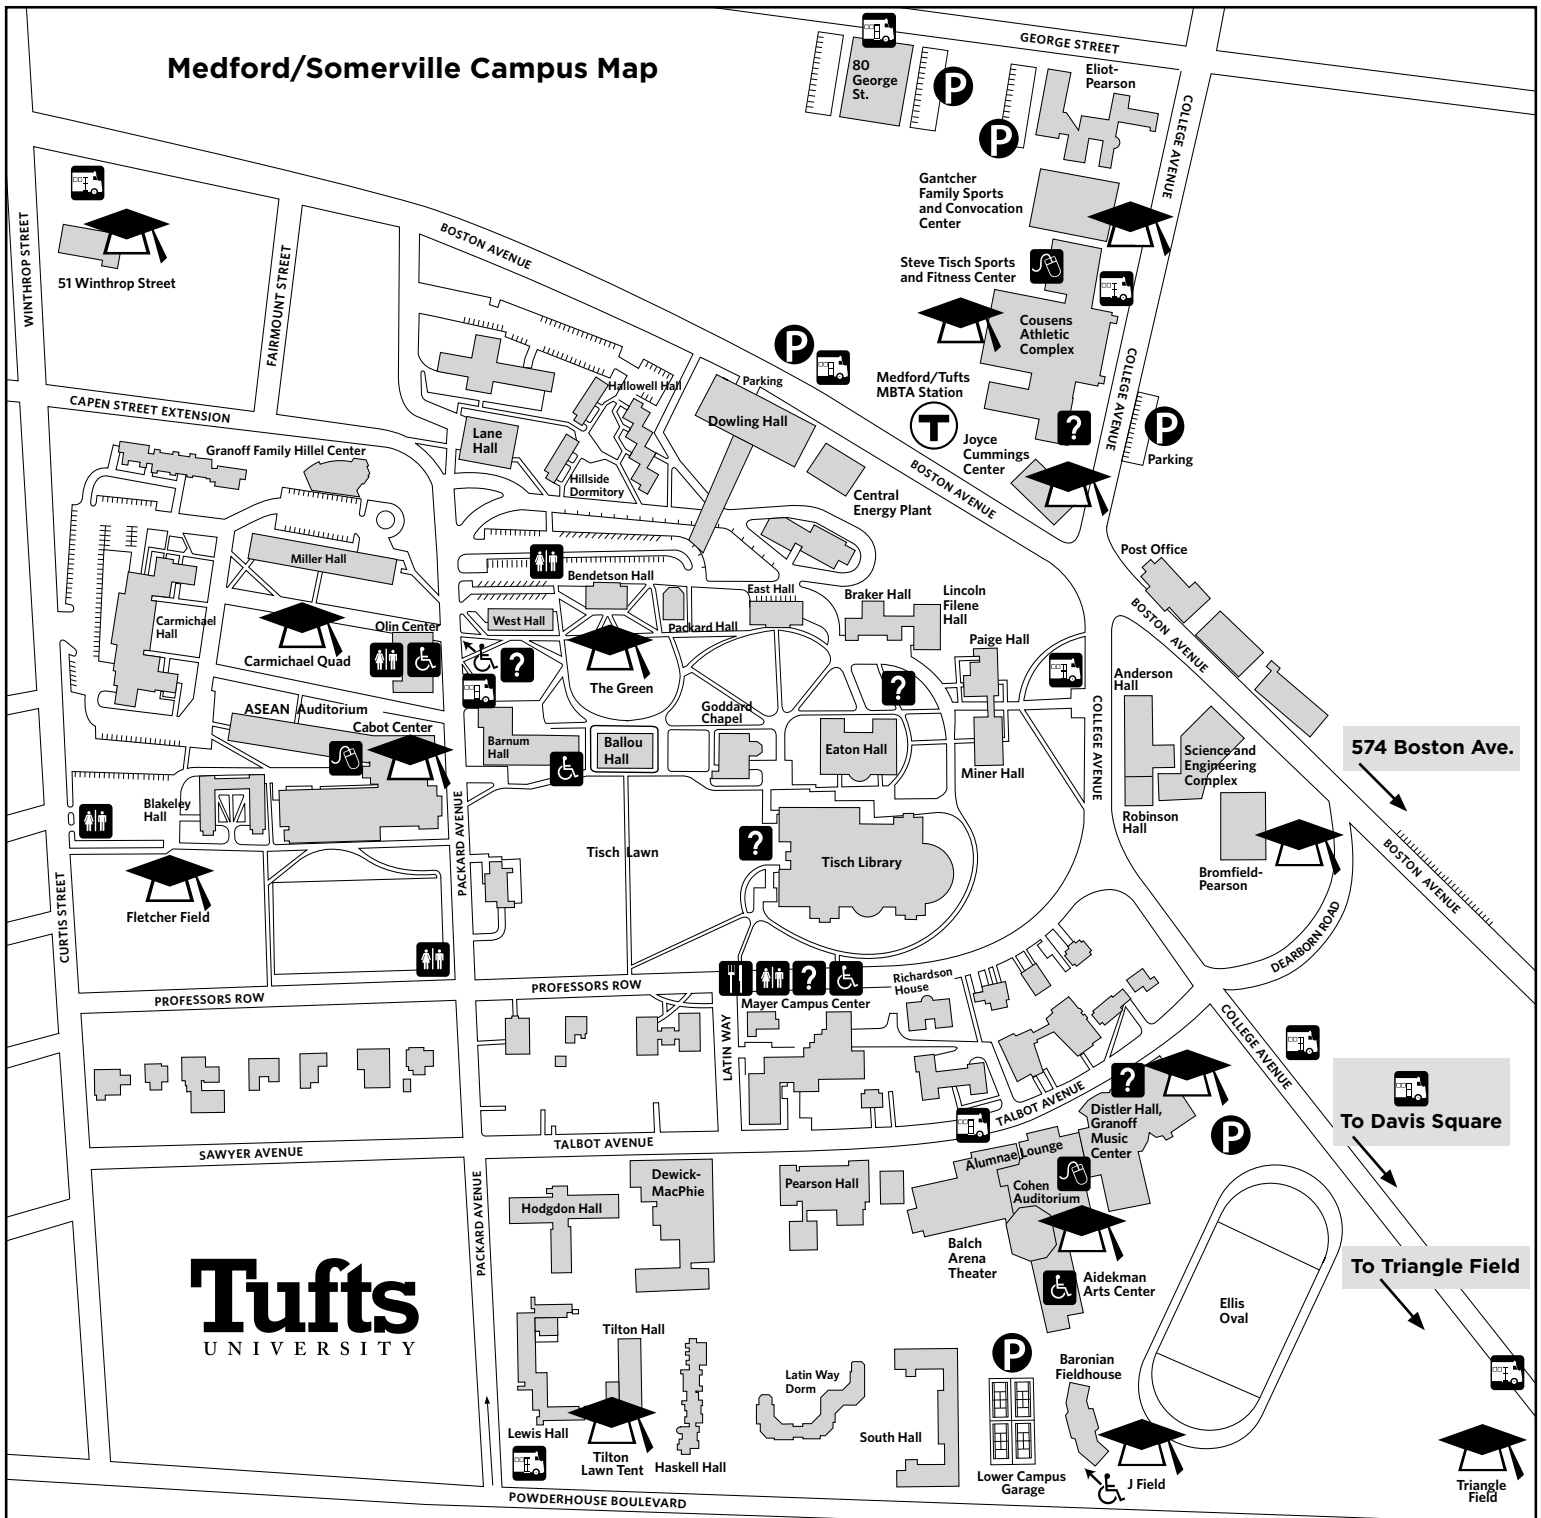 Medford/Somerville Campus Map
GEORGE STREET
80
George
St.
P
P
Eliot-
Pearson
COLLEGE AVENUE
Gantcher
Family Sports
and Convocation
Center
WINTHROP STREET
51 Winthrop Street
FAIRMOUNT STREET
BOSTON AVENUE
Steve Tisch Sports
and Fitness Center
Cousens
Athletic
Complex
P
Medford/Tufts
MBTA Station
T
COLLEGE AVENUE
?
P
Parking
Joyce
Cummings
Center
CAPEN STREET EXTENSION
Hallowell Hall
Parking
Dowling Hall
Lane
Hall
Granoff Family Hillel Center
Hillside
Dormitory
BOSTON AVENUE
Central
Energy Plant
Miller Hall
Post Office
Bendetson Hall
East Hall
Braker Hall
Lincoln
Filene
Hall
BOSTON AVENUE
Carmichael
Hall
Olin Center
West Hall
Packard Hall
Paige Hall
Carmichael Quad
?
The Green
?
Anderson
Hall
Goddard
Chapel
COLLEGE AVENUE
ASEAN Auditorium
Cabot Center
Barnum
Hall
Ballou
Hall
Eaton Hall
Miner Hall
Science and
Engineering
Complex
574 Boston Ave.
Blakeley
Hall
PACKARD AVENUE
Robinson
Hall
?
Tisch Lawn
Tisch Library
Bromfield-
Pearson
BOSTON AVENUE
CURTIS STREET
Fletcher Field
DEARBORN ROAD
PROFESSORS ROW
PROFESSORS ROW
?
Mayer Campus Center
Richardson
House
LATIN WAY
COLLEGE AVENUE
?
TALBOT AVENUE
Distler Hall,
Granoff
Music
Center
P
To Davis Square
SAWYER AVENUE
TALBOT AVENUE
Alumnae Lounge
PACKARD AVENUE
Dewick-
MacPhie
Pearson Hall
Cohen
Auditorium
Hodgdon Hall
Balch
Arena
Theater
Aidekman
Arts Center
To Triangle Field
Ellis
Oval
Tufts
UNIVERSITY
Tilton Hall
P
Baronian
Fieldhouse
Latin Way
Dorm
Lewis Hall
Tilton
Lawn Tent
Haskell Hall
South Hall
Lower Campus
Garage
J Field
Triangle
Field
POWDERHOUSE BOULEVARD